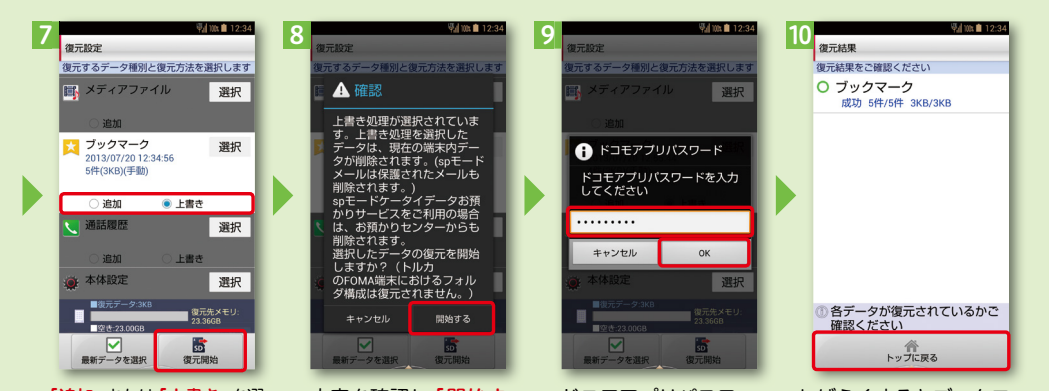 7
12:34
復元設定
復元するデータ種別と復元方法を選択します
メディアファイル
選択
追加
ブックマーク
選択
2013/07/20 12:34:56
5件(3KB)(手動)
追加
上書き
通話履歴
選択
追加
上書き
本体設定
選択
■復元データ:3KB
復元先メモリ:
23.36GB
■空き:23.00GB
最新データを選択
復元開始
8
12:34
復元設定
復元するデータ種別と復元方法を選択します
確認
上書き処理が選択されていま
す。上書き処理を選択した
データは、現在の端末内デー
タが削除されます。(spモード
メールは保護されたメールも
削除されます。)
spモードケータイデータお預
かりサービスをご利用の場合
は、お預かりセンターからも
削除されます。
選択したデータの復元を開始
しますか？（トルカ
のFOMA端末におけるフォル
ダ構成は復元されません。）
キャンセル
開始する
最新データを選択
復元開始
9
12:34
復元設定
復元するデータ種別と復元方法を選択します
メディアファイル
選択
追加
ドコモアプリパスワード
ドコモアプリパスワードを入力
してください
•••••••••
キャンセル
OK
本体設定
選択
■復元データ:3KB
復元先メモリ:
23.36GB
■空き:23.00GB
最新データを選択
復元開始
10
12:34
復元結果
復元結果をご確認ください
ブックマーク
成功 5件/5件 3KB/3KB
①各データが復元されているかご
確認ください
トップに戻る